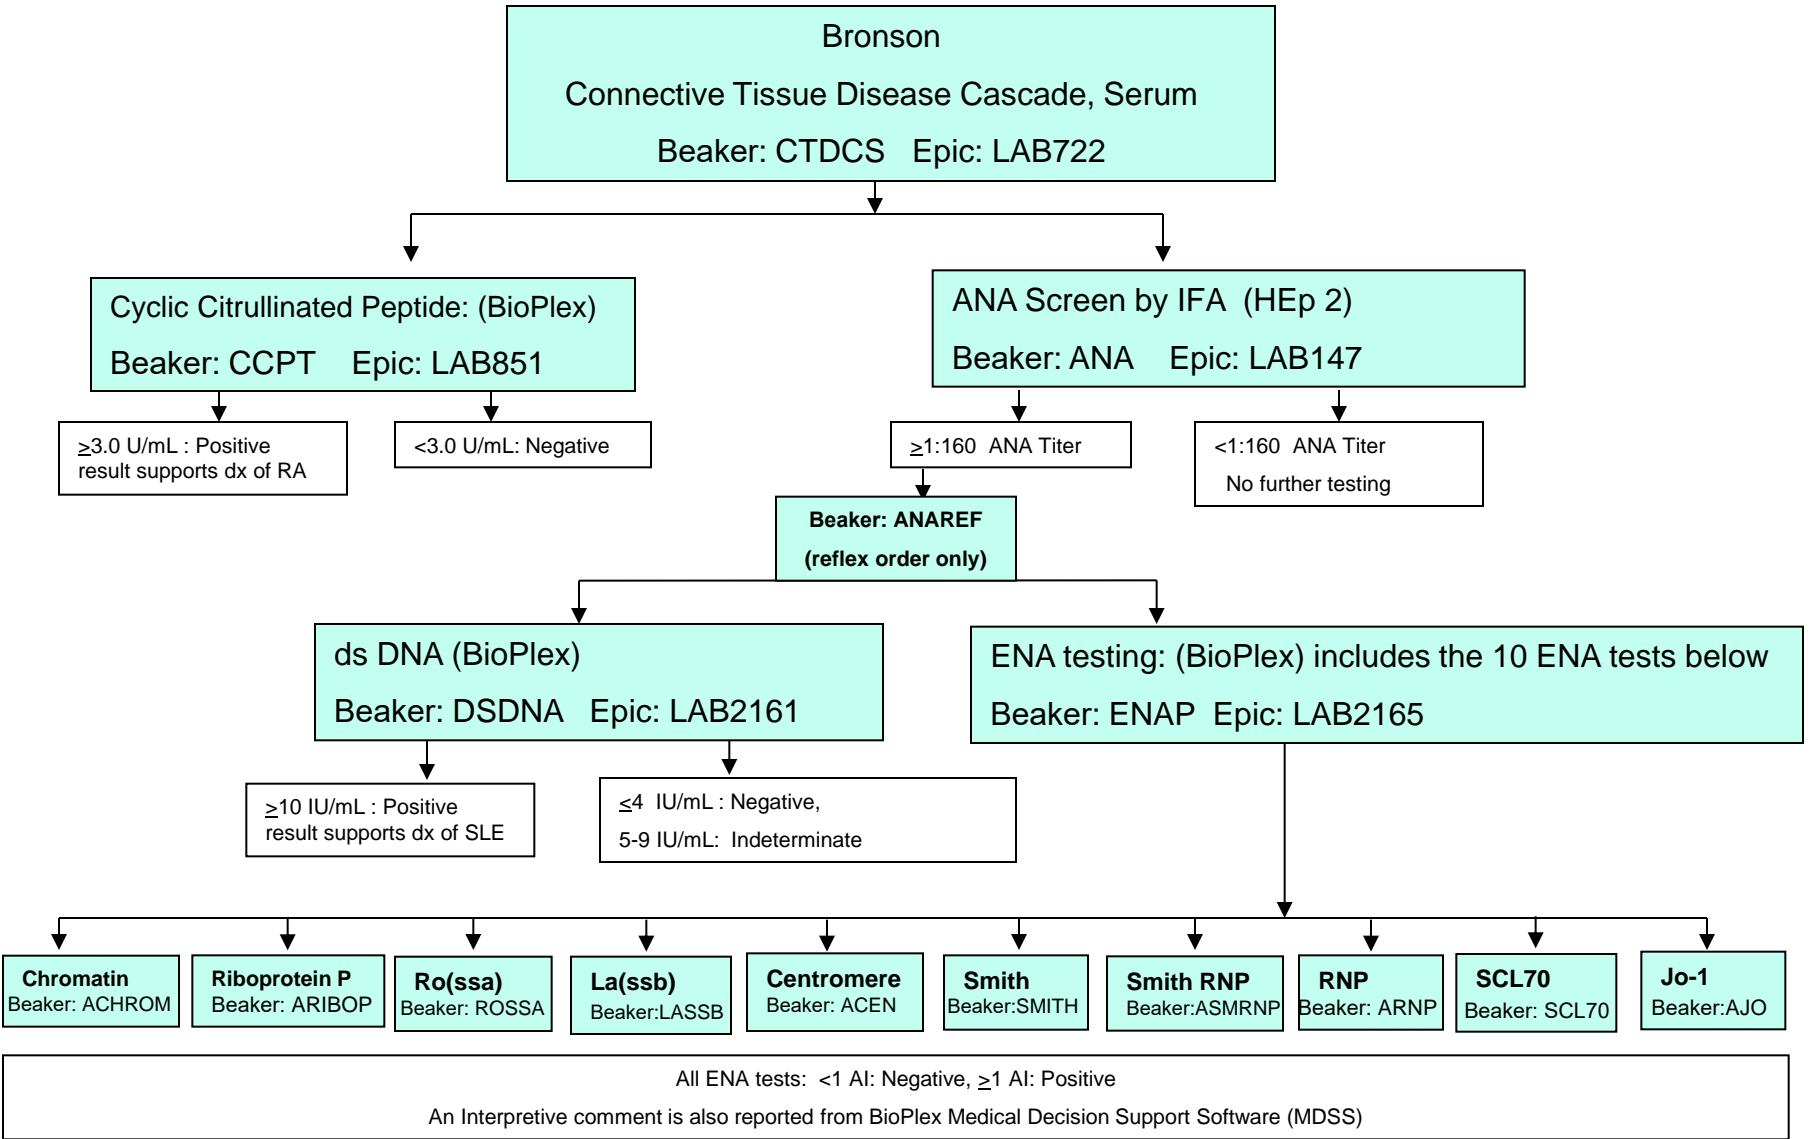 Bronson
Connective Tissue Disease Cascade, Serum
Beaker: CTDCS Epic: LAB722
Cyclic Citrullinated Peptide: (BioPlex)
Beaker: CCPT Epic: LAB851
ANA Screen by IFA (HEp 2)
Beaker: ANA Epic: LAB147
≥3.0 U/mL : Positive
result supports dx of RA
<3.0 U/mL: Negative
≥1:160 ANA Titer
<1:160 ANA Titer
No further testing
Beaker: ANAREF
(reflex order only)
ds DNA (BioPlex)
Beaker: DSDNA Epic: LAB2161
ENA testing: (BioPlex) includes the 10 ENA tests below
Beaker: ENAP Epic: LAB2165
≥10 IU/mL : Positive
result supports dx of SLE
≤4 IU/mL : Negative,
5-9 IU/mL: Indeterminate
Chromatin
Beaker: ACHROM
Riboprotein P
Beaker: ARIBOP
Ro(ssa)
Beaker: ROSSA
La(ssb)
Beaker:LASSB
Centromere
Beaker: ACEN
Smith
Beaker:SMITH
Smith RNP
Beaker:ASMRNP
RNP
Beaker: ARNP
SCL70
Beaker: SCL70
Jo-1
Beaker:AJO
All ENA tests: <1 AI: Negative, ≥1 AI: Positive
An Interpretive comment is also reported from BioPlex Medical Decision Support Software (MDSS)